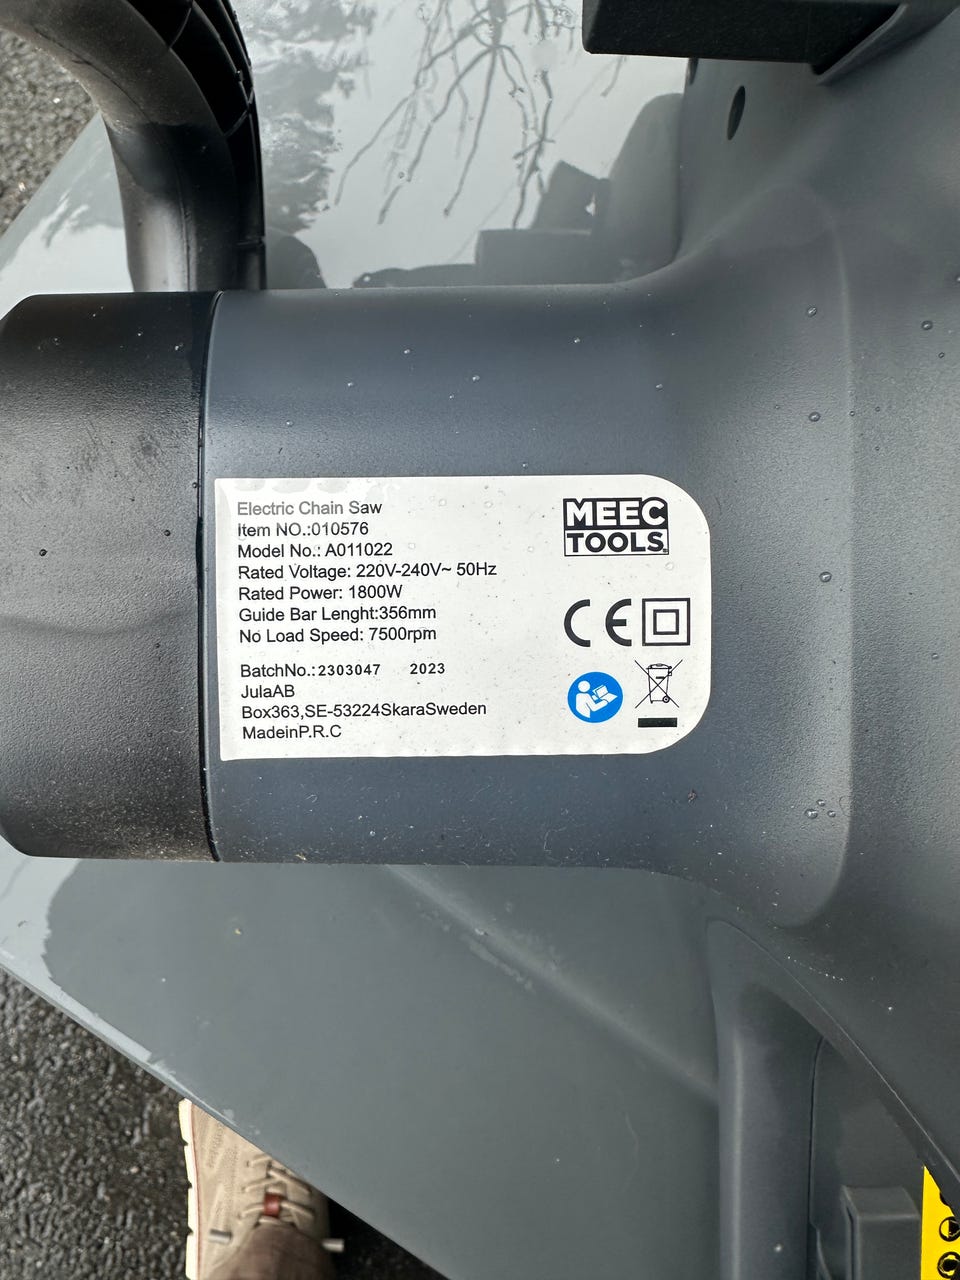 Electric Chain Saw
Item NO.:010576
Model No.: A011022
Rated Voltage: 220V-240V~ 50Hz
Rated Power: 1800W
Guide Bar Lenght:356mm
No Load Speed: 7500rpm
BatchNo.:2303047 2023
JulaAB
Box363,SE-53224SkaraSweden
MadeinP.R.C
MEEC
TOOLS®
CE